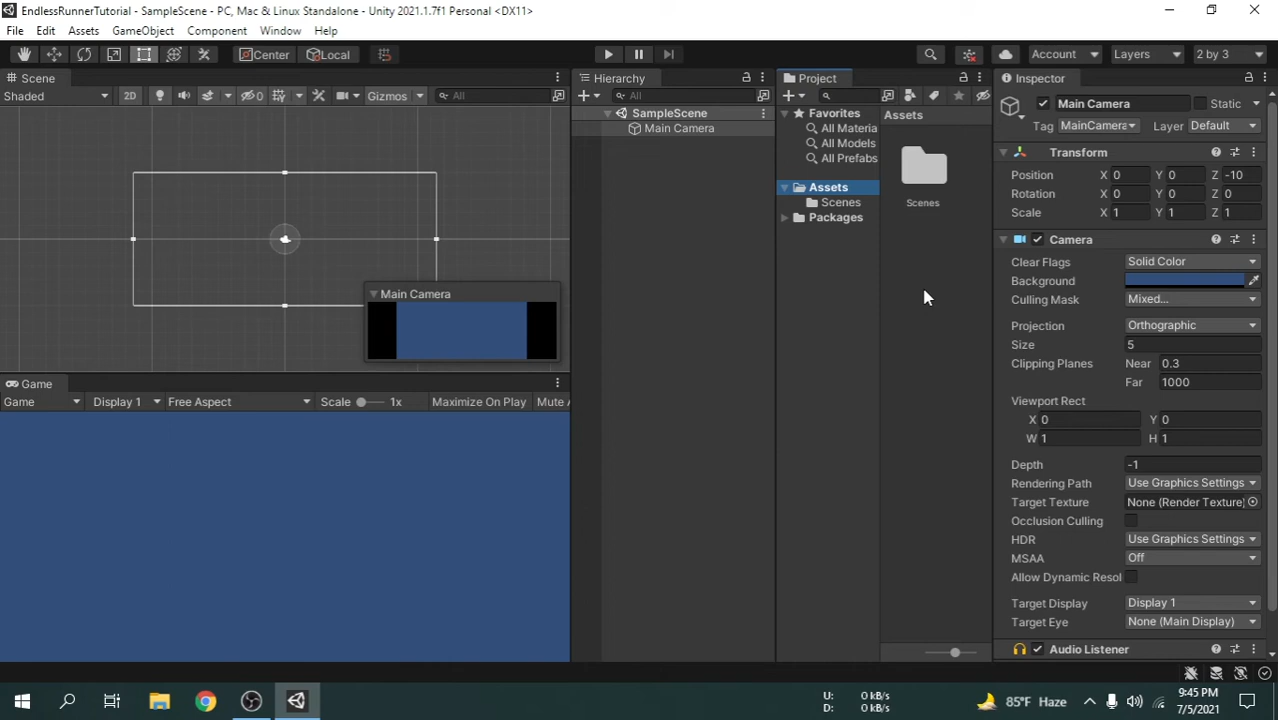 EndlessRunnerTutorial - SampleScene - PC, Mac & Linux Standalone - Unity 2021.1.7f1 Personal <DX11>
File Edit Assets GameObject Component Window Help
Center Local Account Layers 2 by 3
Scene
Shaded 2D 0 Gizmos All
Main Camera
Game
Game Display 1 Free Aspect Scale 1x Maximize On Play Mute A
Hierarchy
All
SampleScene
Main Camera
Project
Favorites
All Materia
All Models
All Prefabs
Assets
Scenes
Packages
Assets
Scenes
Inspector
Main Camera Static
Tag MainCamera Layer Default
Transform
Position X 0 Y 0 Z -10
Rotation X 0 Y 0 Z 0
Scale X 1 Y 1 Z 1
Camera
Clear Flags Solid Color
Background
Culling Mask Mixed...
Projection Orthographic
Size 5
Clipping Planes Near 0.3
Far 1000
Viewport Rect
X 0 Y 0
W 1 H 1
Depth -1
Rendering Path Use Graphics Settings
Target Texture None (Render Texture)
Occlusion Culling
HDR Use Graphics Settings
MSAA Off
Allow Dynamic Resol
Target Display Display 1
Target Eye None (Main Display)
Audio Listener
U: 0 kB/s
D: 0 kB/s
85°F Haze
9:45 PM
7/5/2021